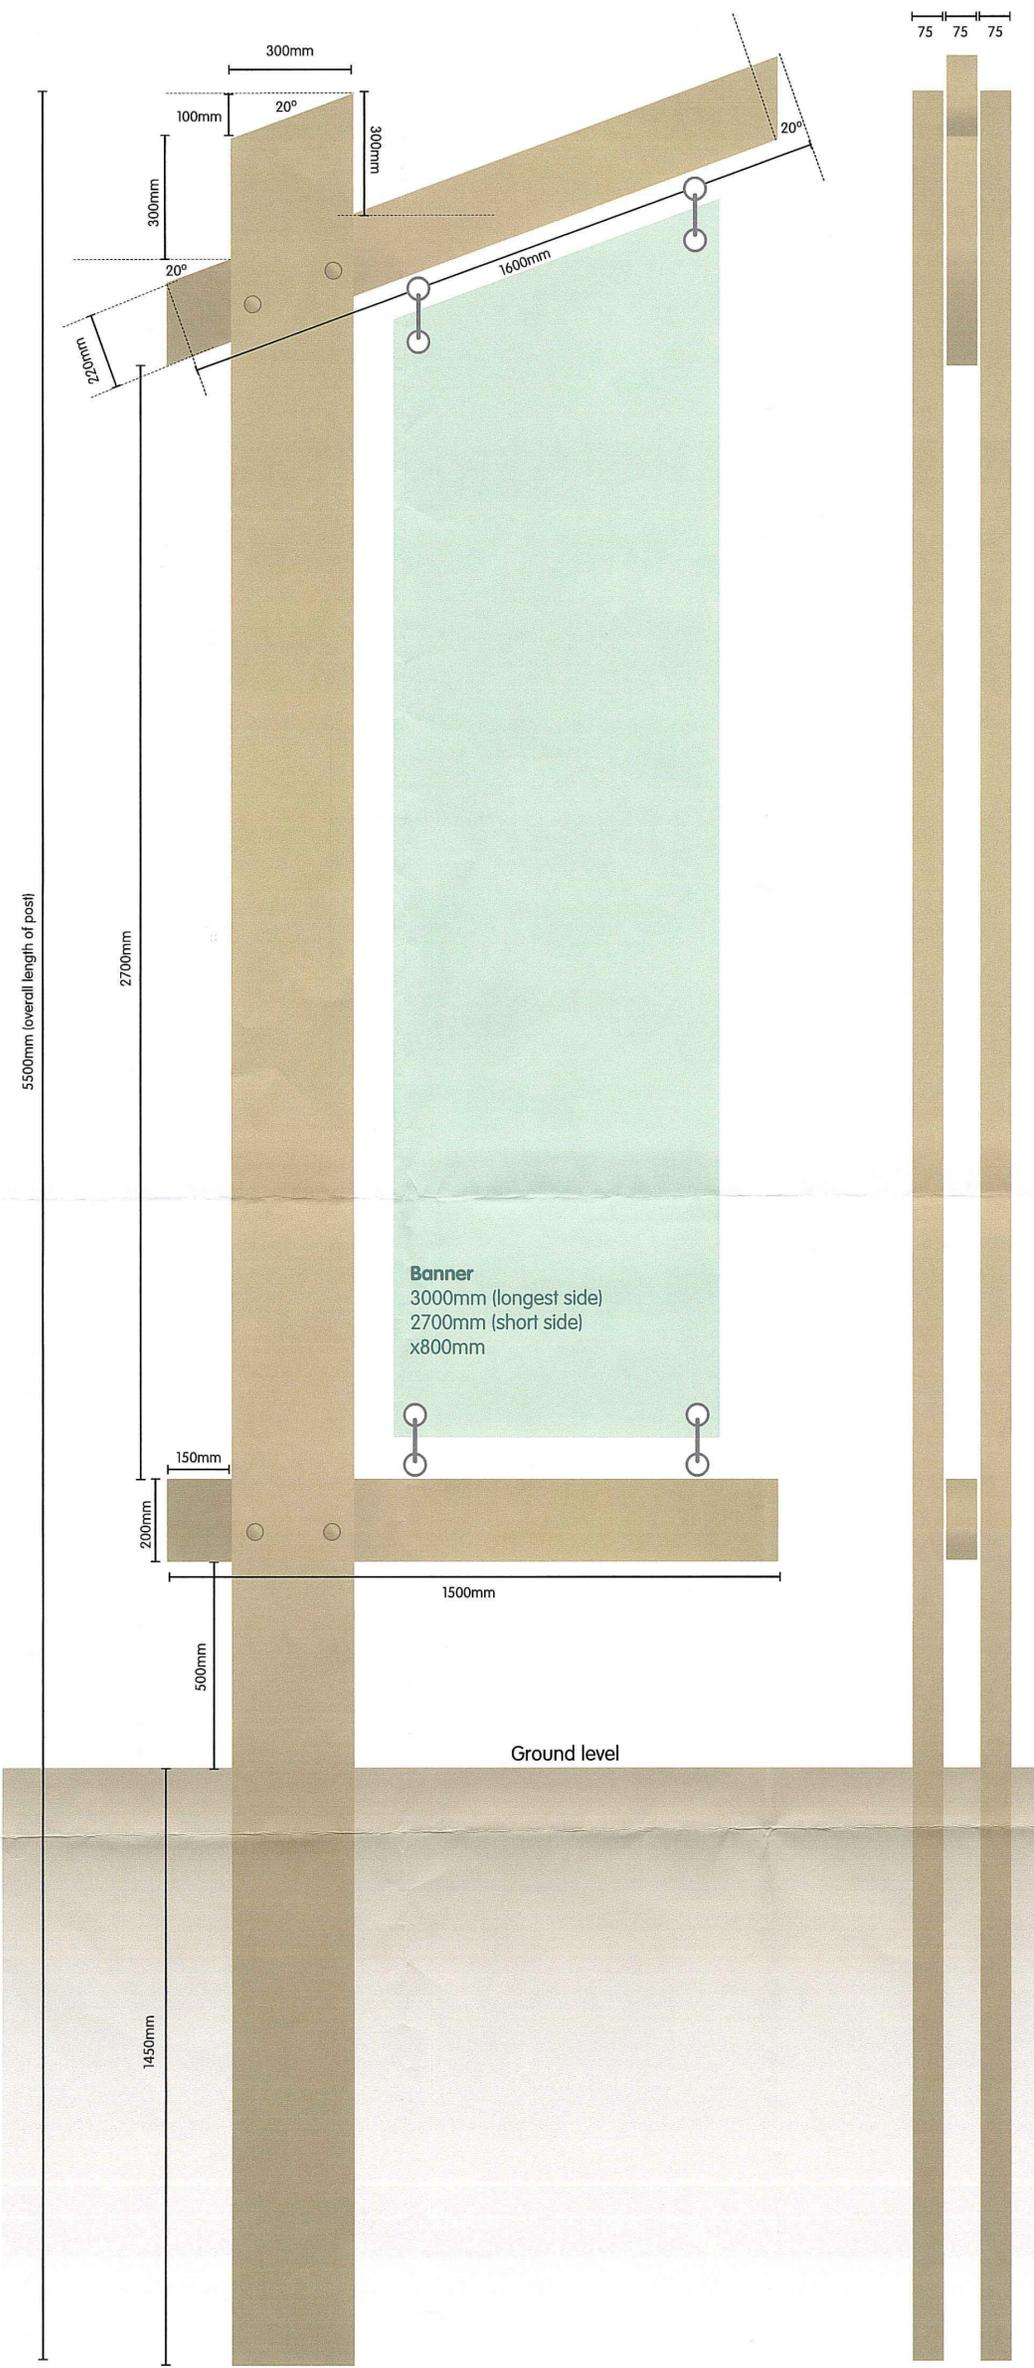 75 75 75
300mm
100mm
20º
300mm
20º
300mm
20º
1600mm
220mm
5500mm (overall length of post)
2700mm
Banner
3000mm (longest side)
2700mm (short side)
x800mm
150mm
200mm
1500mm
500mm
Ground level
1450mm